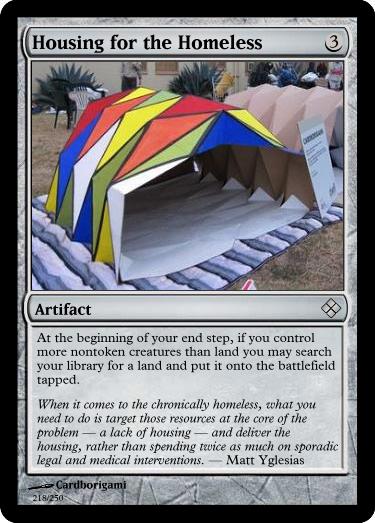 Housing for the Homeless
3
Artifact
At the beginning of your end step, if you control
more nontoken creatures than land you may search
your library for a land and put it onto the battlefield
tapped.
When it comes to the chronically homeless, what you
need to do is target those resources at the core of the
problem — a lack of housing — and deliver the
housing, rather than spending twice as much on sporadic
legal and medical interventions. — Matt Yglesias
Cardborigami
218/250